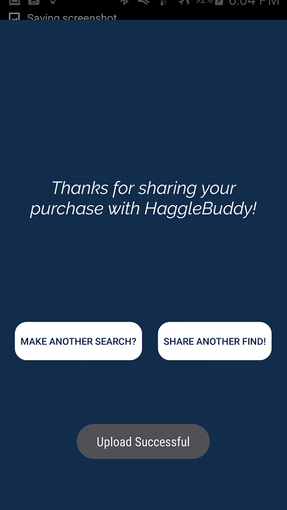 92% 6:04 PM
Saving screenshot...
Thanks for sharing your
purchase with HaggleBuddy!
MAKE ANOTHER SEARCH?
SHARE ANOTHER FIND!
Upload Successful